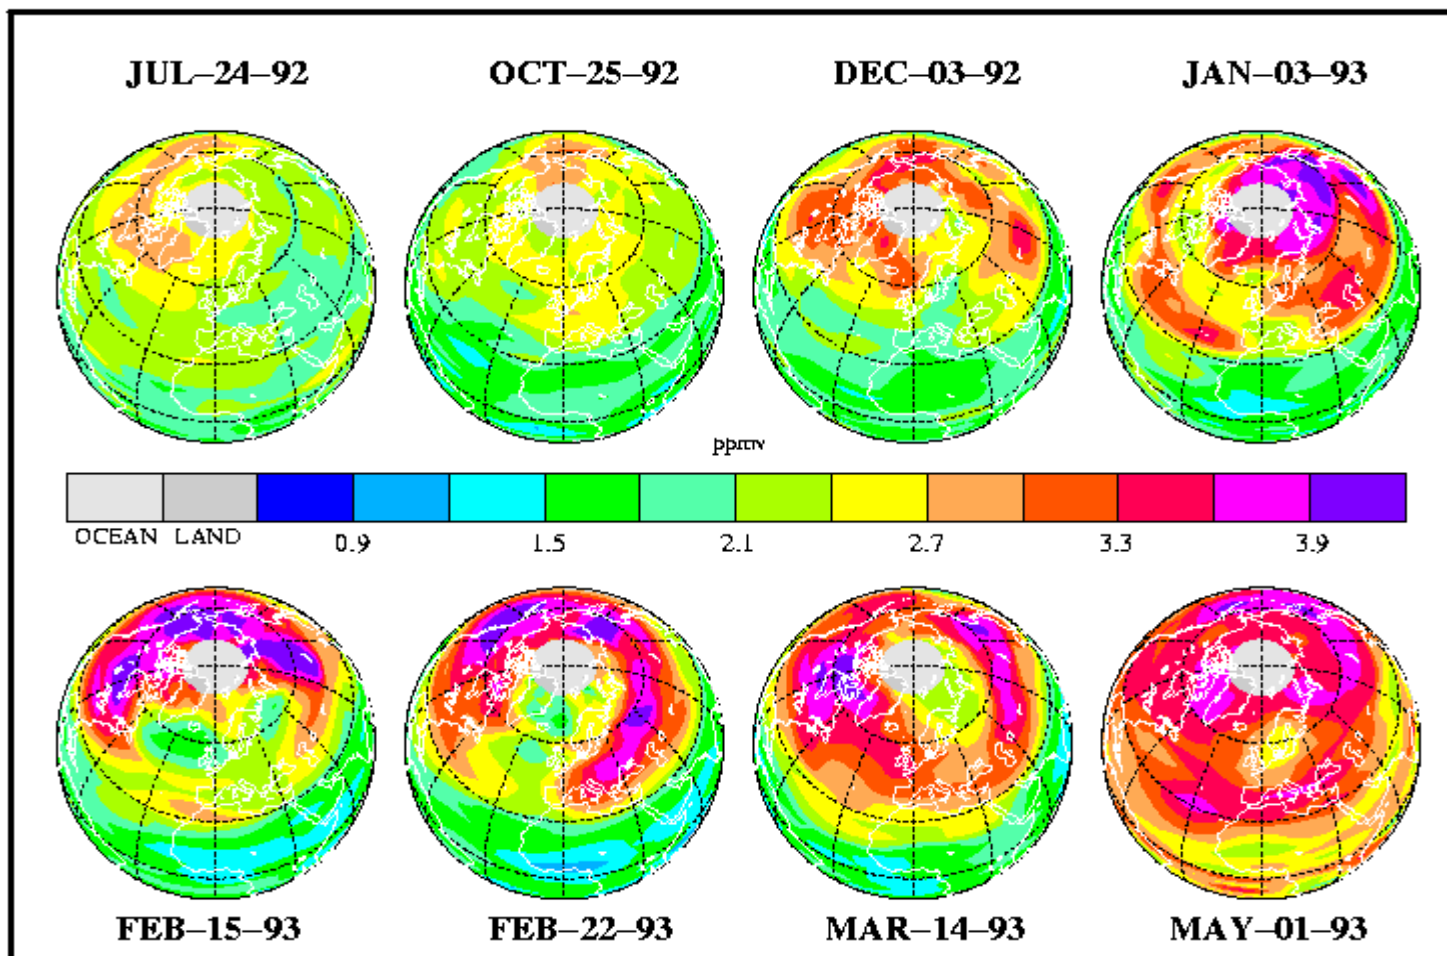 JUL–24–92 OCT–25–92 DEC–03–92 JAN–03–93
ppmv
OCEAN LAND 0.9 1.5 2.1 2.7 3.3 3.9
FEB–15–93 FEB–22–93 MAR–14–93 MAY–01–93